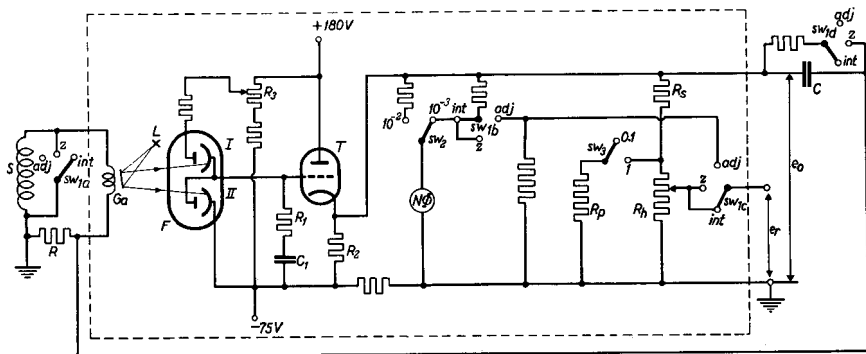 +180V
adj
sw1d
z
int
C
L
I
R3
T
10⁻²
10⁻³
int
sw1b
adj
z
sw2
Rs
sw3
0.1
1
adj
S
adj
z
int
sw1a
Ga
II
F
R1
R2
NΦ
Rp
Rh
z
int
sw1c
eo
er
R
C1
−75V